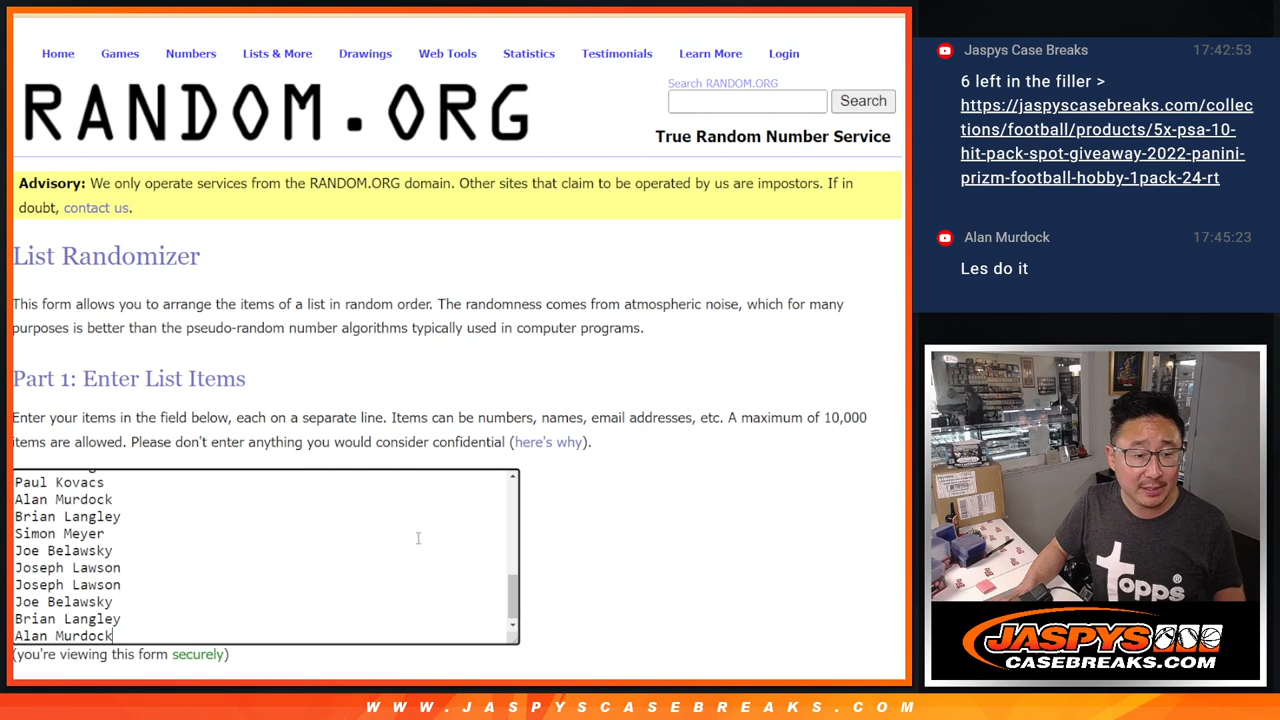 Home Games Numbers Lists & More Drawings Web Tools Statistics Testimonials Learn More Login
RANDOM.ORG
Search RANDOM.ORG
Search
True Random Number Service
Advisory: We only operate services from the RANDOM.ORG domain. Other sites that claim to be operated by us are impostors. If in
doubt, contact us.
List Randomizer
This form allows you to arrange the items of a list in random order. The randomness comes from atmospheric noise, which for many
purposes is better than the pseudo-random number algorithms typically used in computer programs.
Part 1: Enter List Items
Enter your items in the field below, each on a separate line. Items can be numbers, names, email addresses, etc. A maximum of 10,000
items are allowed. Please don't enter anything you would consider confidential (here's why).
Paul Kovacs
Alan Murdock
Brian Langley
Simon Meyer
Joe Belawsky
Joseph Lawson
Joseph Lawson
Joe Belawsky
Brian Langley
Alan Murdock
(you're viewing this form securely)
Jaspys Case Breaks 17:42:53
6 left in the filler >
https://jaspyscasebreaks.com/collec
tions/football/products/5x-psa-10-
hit-pack-spot-giveaway-2022-panini-
prizm-football-hobby-1pack-24-rt
Alan Murdock 17:45:23
Les do it
topps
JASPYS
CASEBREAKS.COM
WWW.JASPYSCASEBREAKS.COM